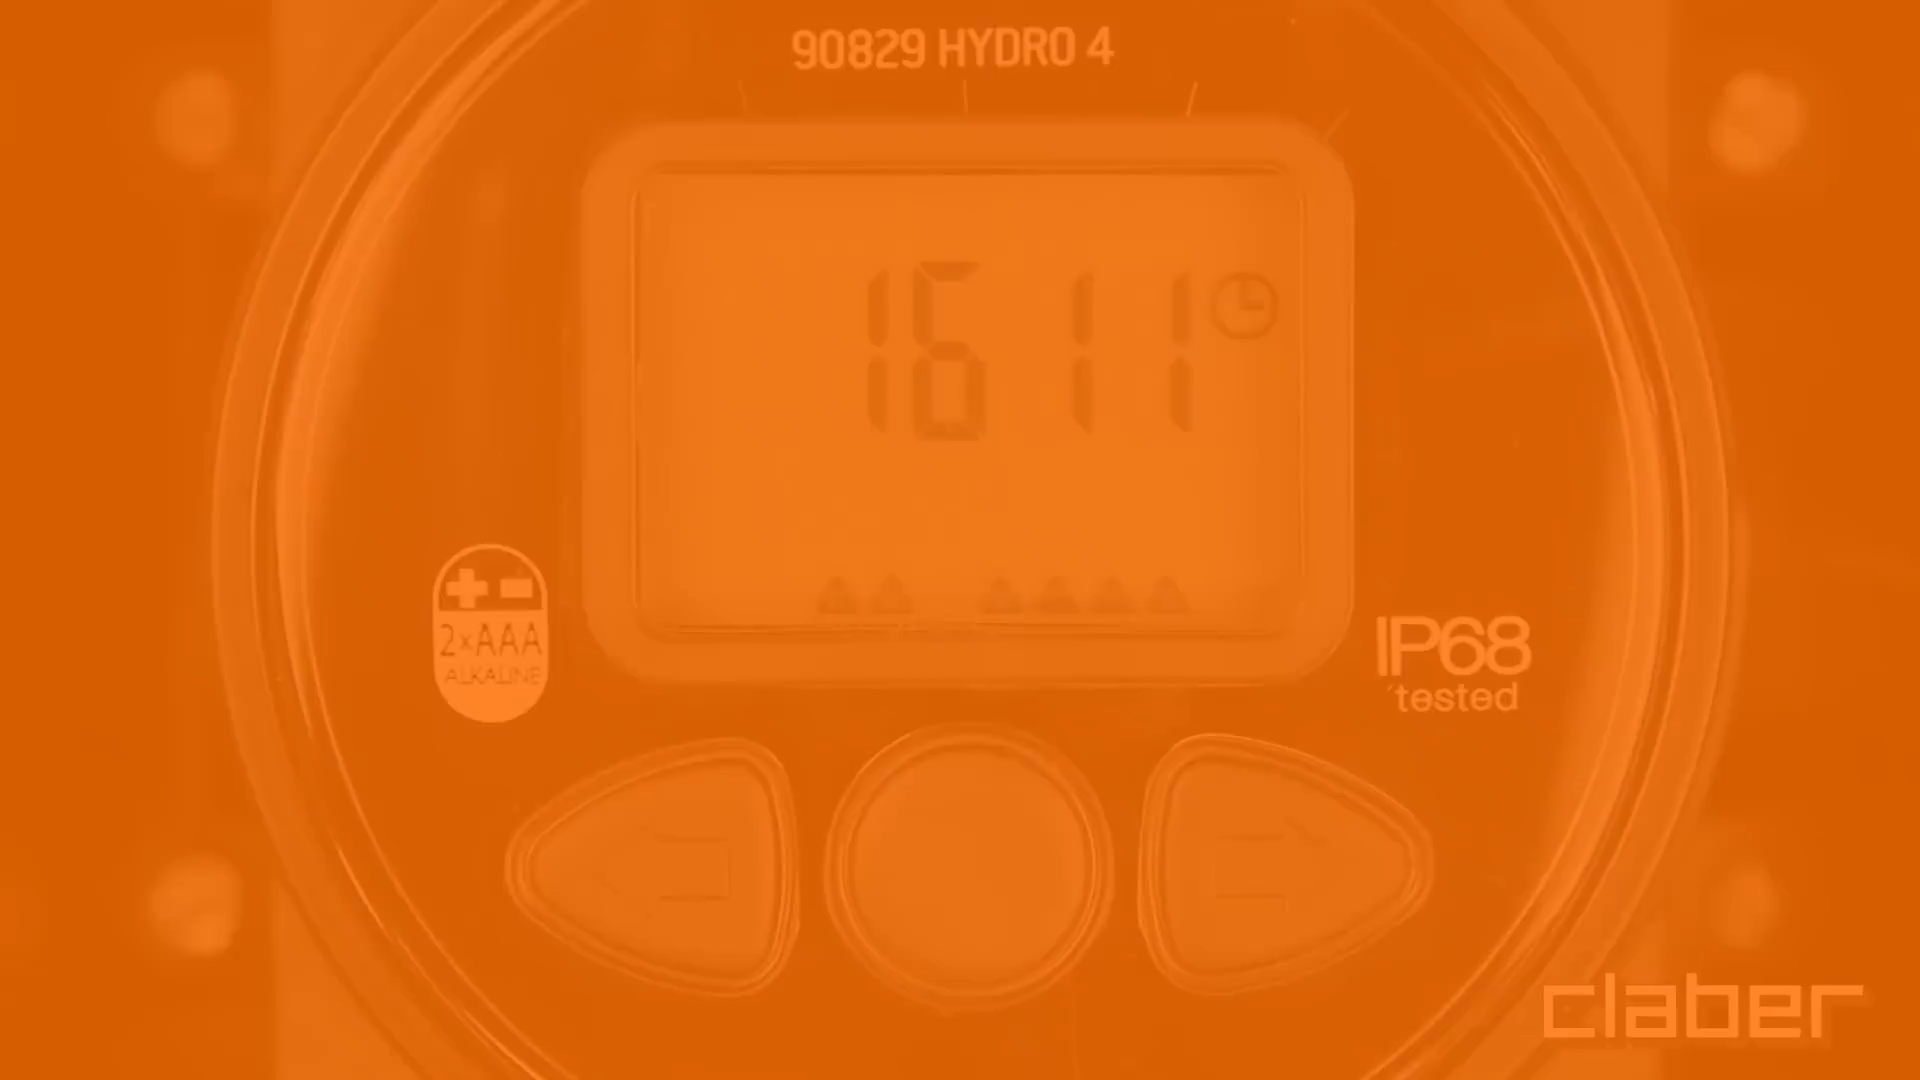 90829 HYDRO 4
16 11
2xAAA
ALKALINE
IP68
tested
claber